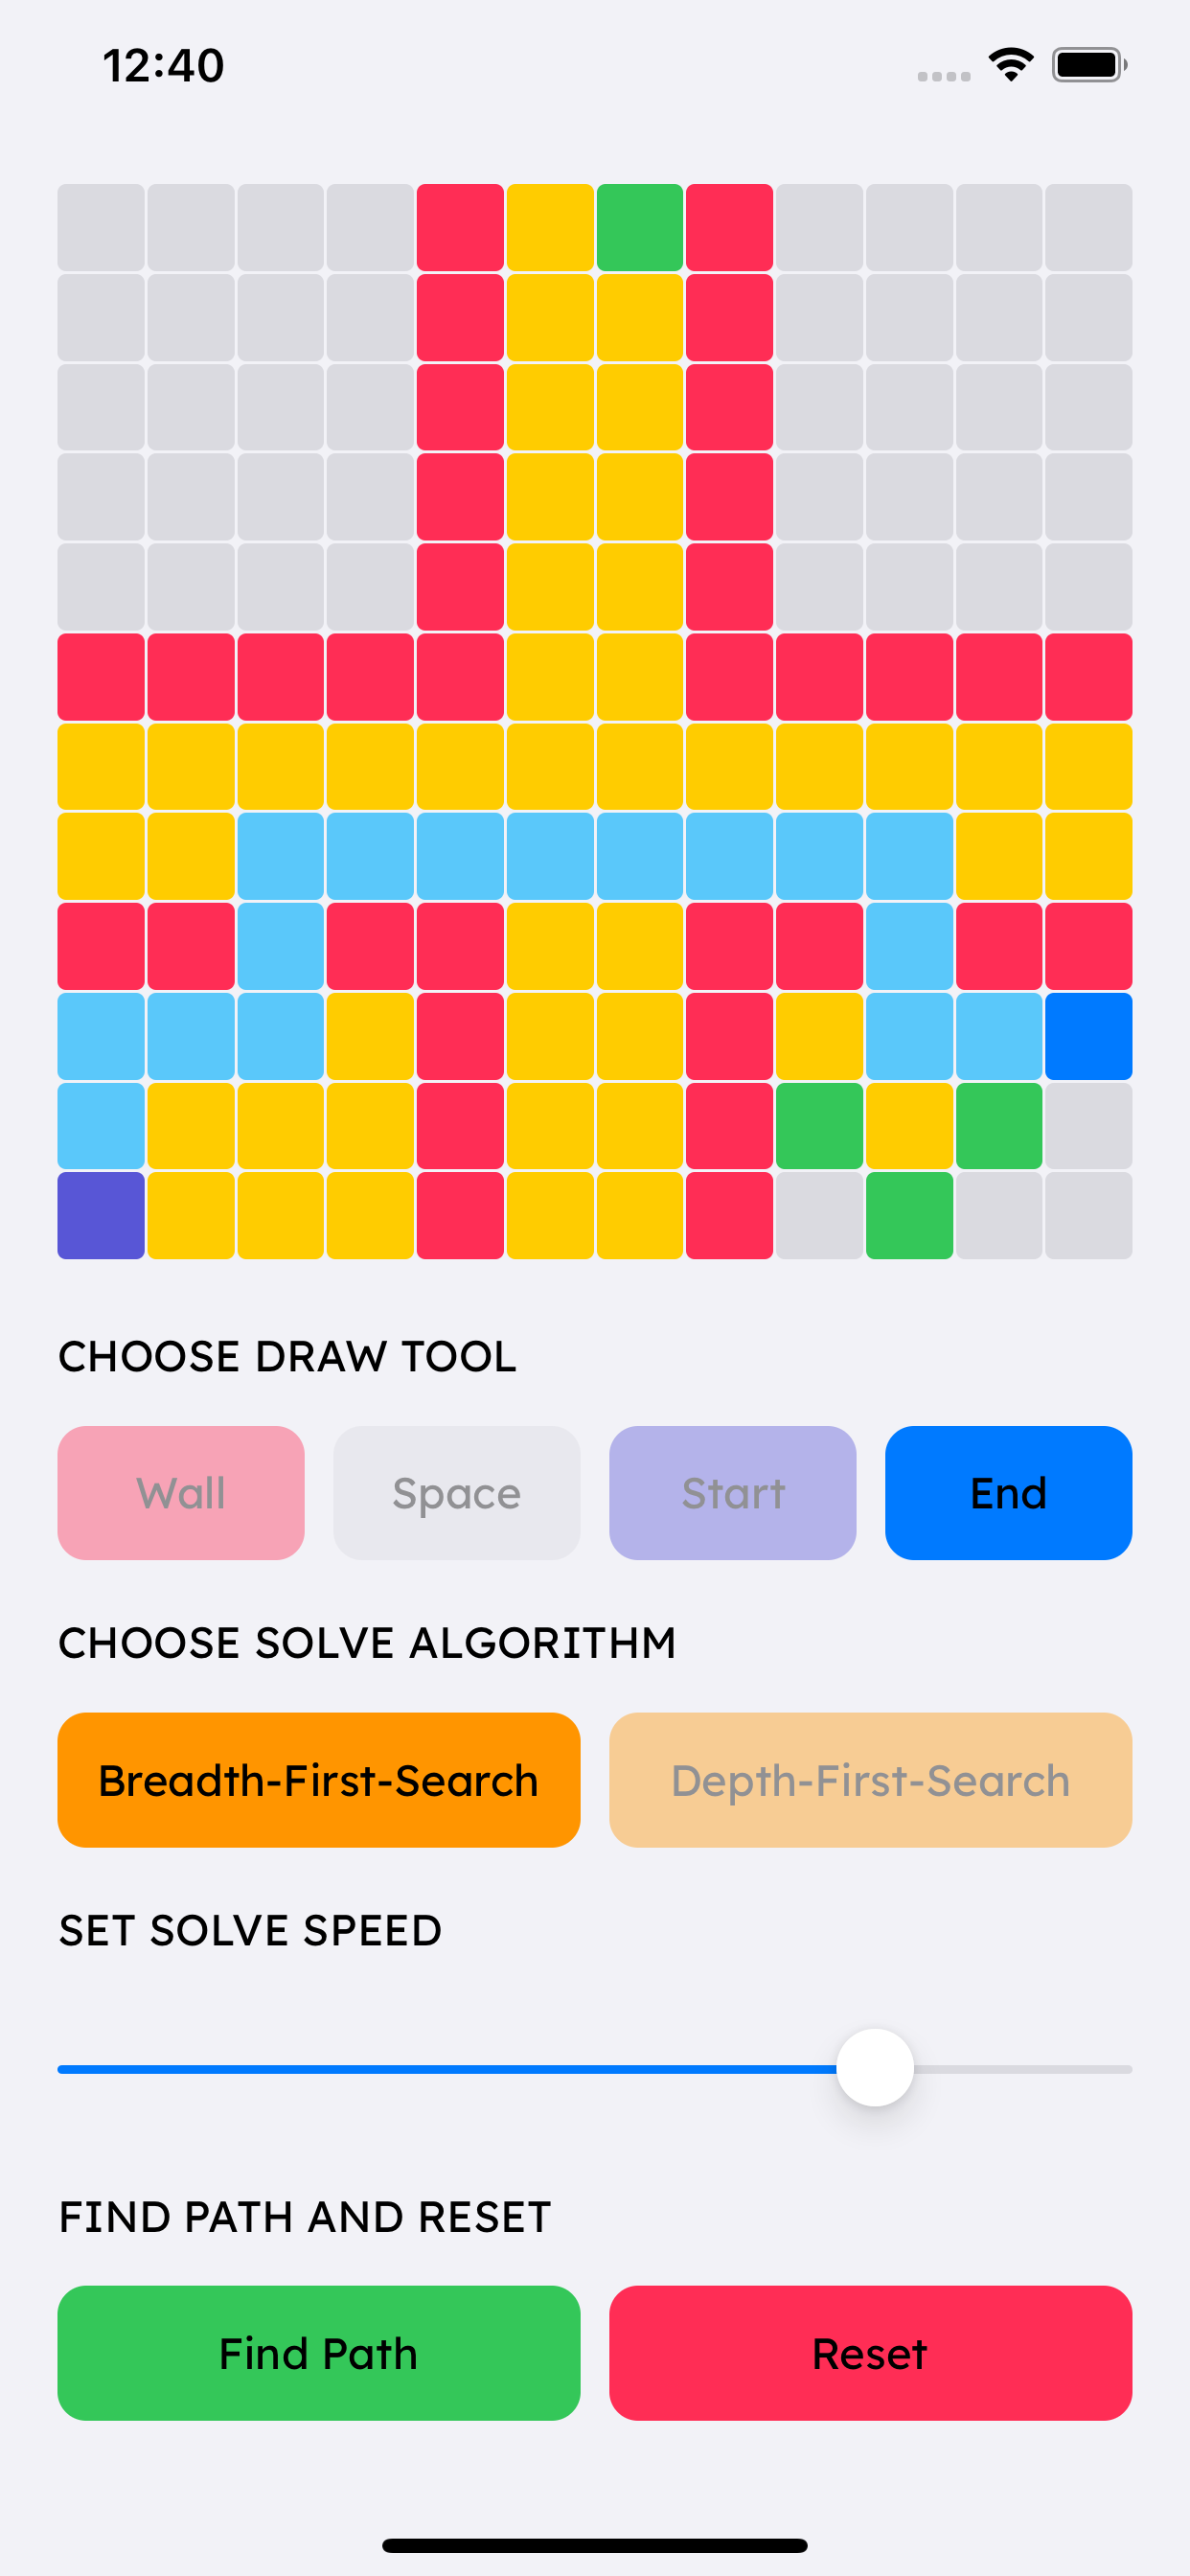 12:40
CHOOSE DRAW TOOL
Wall
Space
Start
End
CHOOSE SOLVE ALGORITHM
Breadth-First-Search
Depth-First-Search
SET SOLVE SPEED
FIND PATH AND RESET
Find Path
Reset